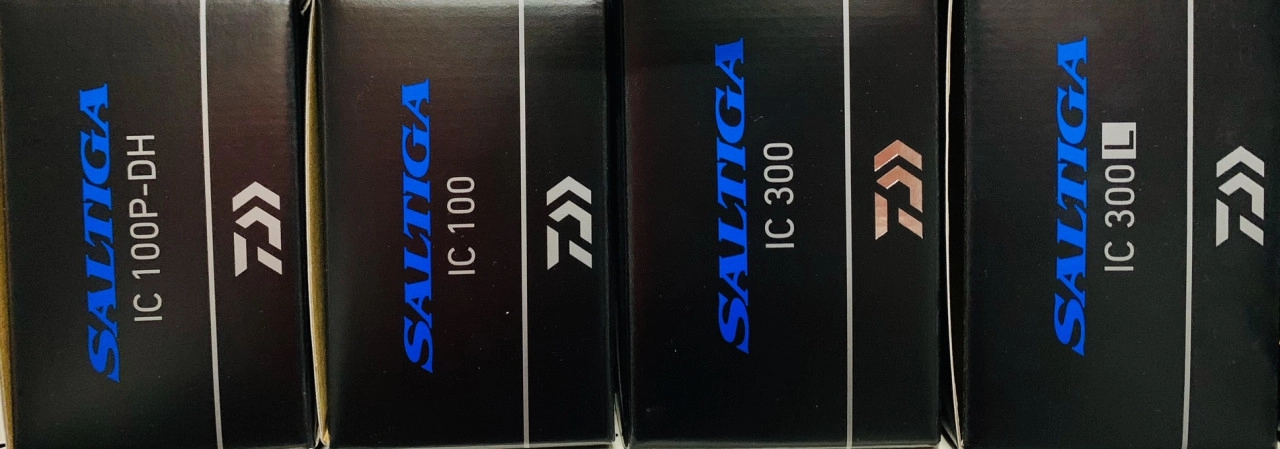 SALTIGA
IC 100P-DH
SALTIGA
IC 100
SALTIGA
IC 300
SALTIGA
IC 300L